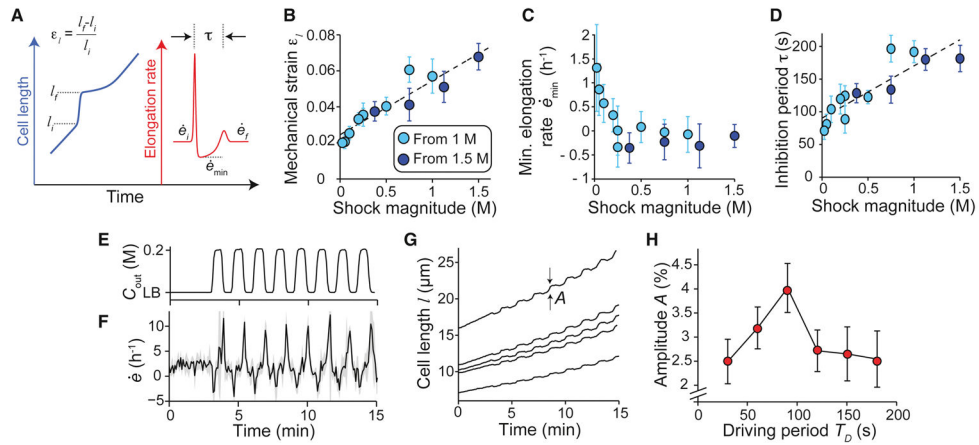 A
ε_l = (l_f - l_i) / l_i
Cell length
l_f
l_i
Elongation rate
τ
ė_i
ė_min
ė_f
Time
B
Mechanical strain ε_l
0.08
0.06
0.04
0.02
0
0.5
1
1.5
Shock magnitude (M)
From 1 M
From 1.5 M
C
Min. elongation
rate ė_min (h⁻¹)
2
1.5
1
0.5
0
-0.5
- 1
0
0.5
1
1.5
Shock magnitude (M)
D
Inhibition period τ (s)
200
150
100
50
0
0
0.5
1
1.5
Shock magnitude (M)
E
C_out (M)
0.2
LB
5
10
15
F
ė (h⁻¹)
10
5
0
−5
0
5
10
15
Time (min)
G
Cell length l (μm)
25
20
15
10
A
0
5
10
15
Time (min)
H
Amplitude A (%)
4.5
4
3.5
3
2.5
2
0
50
100
150
200
Driving period T_D (s)